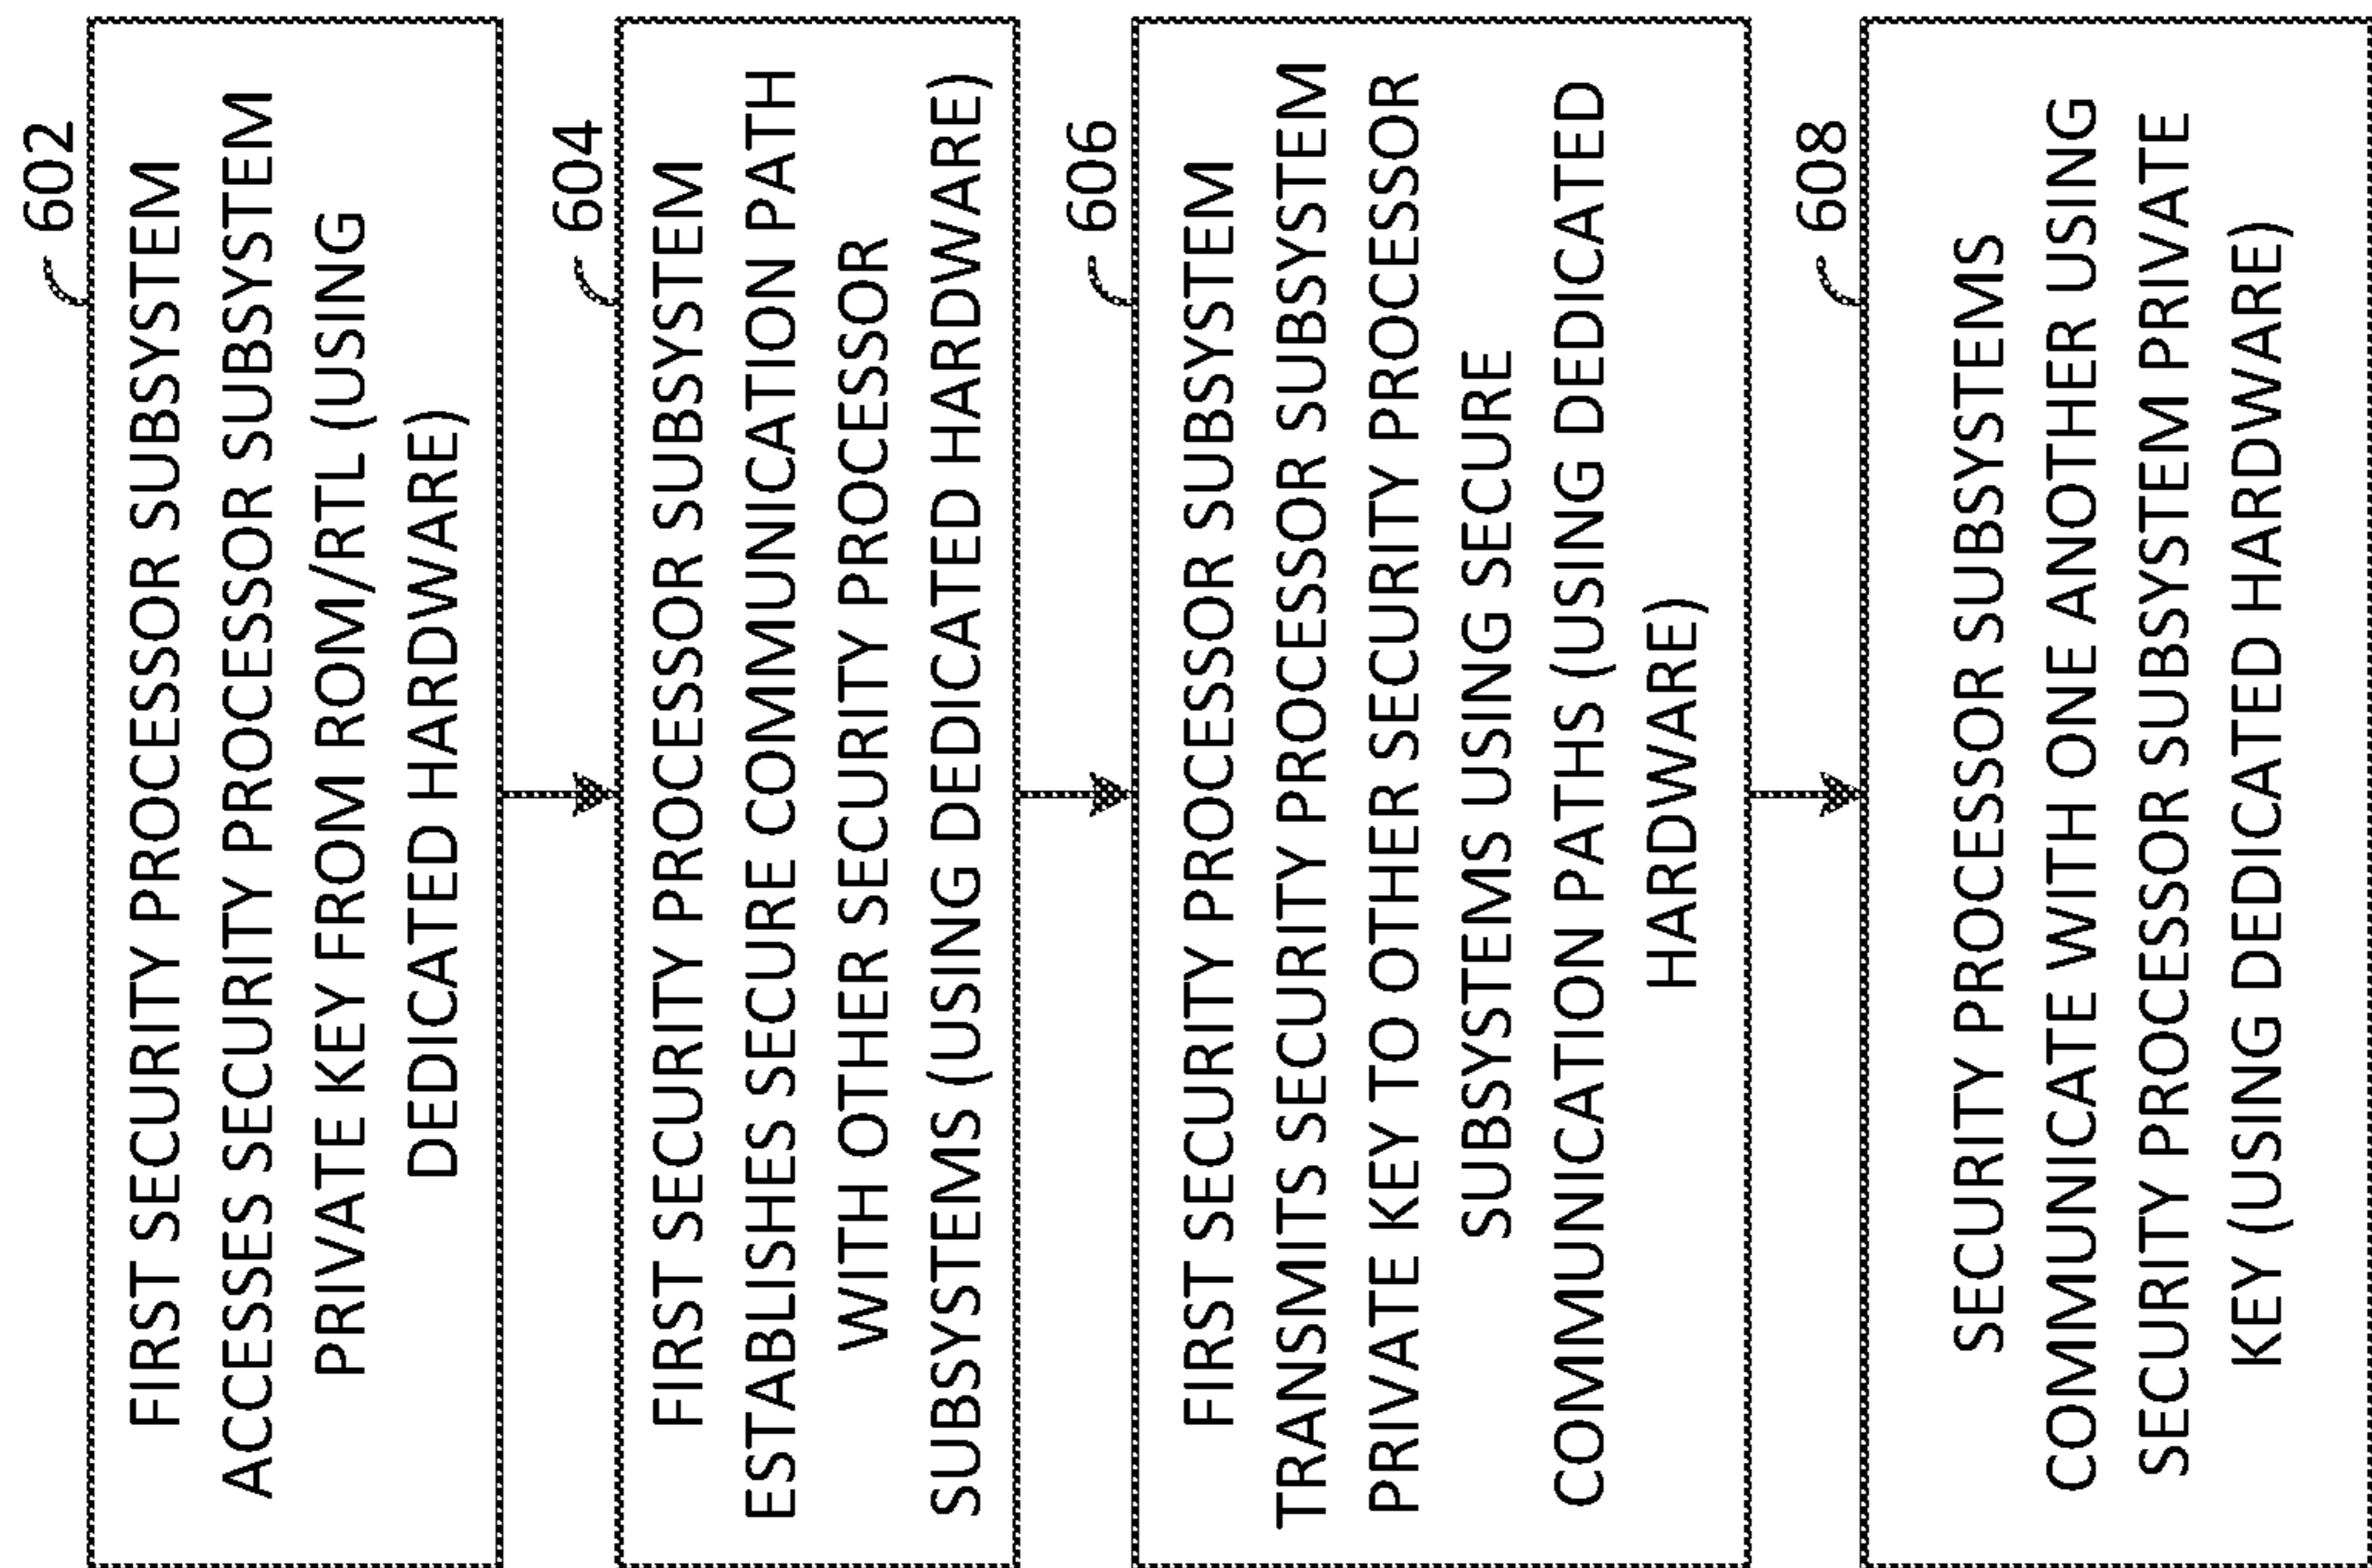 602
FIRST SECURITY PROCESSOR SUBSYSTEM
ACCESSES SECURITY PROCESSOR SUBSYSTEM
PRIVATE KEY FROM ROM/RTL (USING
DEDICATED HARDWARE)
604
FIRST SECURITY PROCESSOR SUBSYSTEM
ESTABLISHES SECURE COMMUNICATION PATH
WITH OTHER SECURITY PROCESSOR
SUBSYSTEMS (USING DEDICATED HARDWARE)
606
FIRST SECURITY PROCESSOR SUBSYSTEM
TRANSMITS SECURITY PROCESSOR SUBSYSTEM
PRIVATE KEY TO OTHER SECURITY PROCESSOR
SUBSYSTEMS USING SECURE
COMMUNICATION PATHS (USING DEDICATED
HARDWARE)
608
SECURITY PROCESSOR SUBSYSTEMS
COMMUNICATE WITH ONE ANOTHER USING
SECURITY PROCESSOR SUBSYSTEM PRIVATE
KEY (USING DEDICATED HARDWARE)